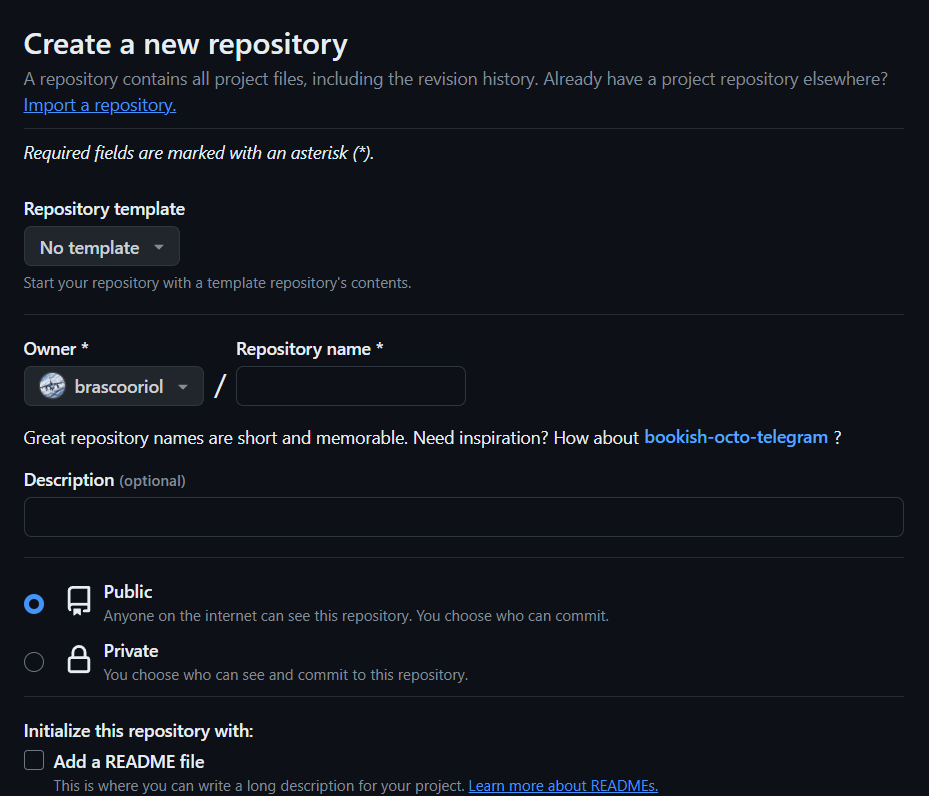 Create a new repository
A repository contains all project files, including the revision history. Already have a project repository elsewhere?
Import a repository.
Required fields are marked with an asterisk (*).
Repository template
No template
Start your repository with a template repository's contents.
Owner *
Repository name *
brascooriol
/
Great repository names are short and memorable. Need inspiration? How about bookish-octo-telegram ?
Description (optional)
Public
Anyone on the internet can see this repository. You choose who can commit.
Private
You choose who can see and commit to this repository.
Initialize this repository with:
Add a README file
This is where you can write a long description for your project. Learn more about READMEs.